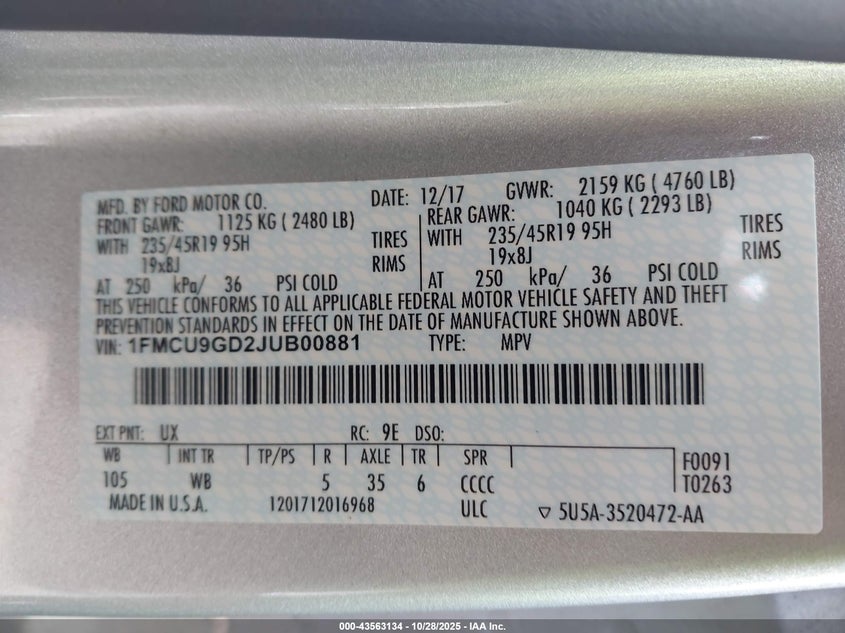 MFD. BY FORD MOTOR CO. DATE: 12/17 GVWR: 2159 KG ( 4760 LB)
FRONT GAWR: 1125 KG ( 2480 LB) REAR GAWR: 1040 KG ( 2293 LB)
WITH 235/45R19 95H TIRES WITH 235/45R19 95H TIRES
19x8J RIMS 19x8J RIMS
AT 250 kPa/ 36 PSI COLD AT 250 kPa/ 36 PSI COLD
THIS VEHICLE CONFORMS TO ALL APPLICABLE FEDERAL MOTOR VEHICLE SAFETY AND THEFT
PREVENTION STANDARDS IN EFFECT ON THE DATE OF MANUFACTURE SHOWN ABOVE.
VIN: 1FMCU9GD2JUB00881 TYPE: MPV
EXT PNT: UX RC: 9E DSO:
WB INT TR TP/PS R AXLE TR SPR F0091
105 WB 5 35 6 CCCC T0263
MADE IN U.S.A. 1201712016968 ULC ▽ 5U5A-3520472-AA
000-43563134 - 10/28/2025 - IAA Inc.